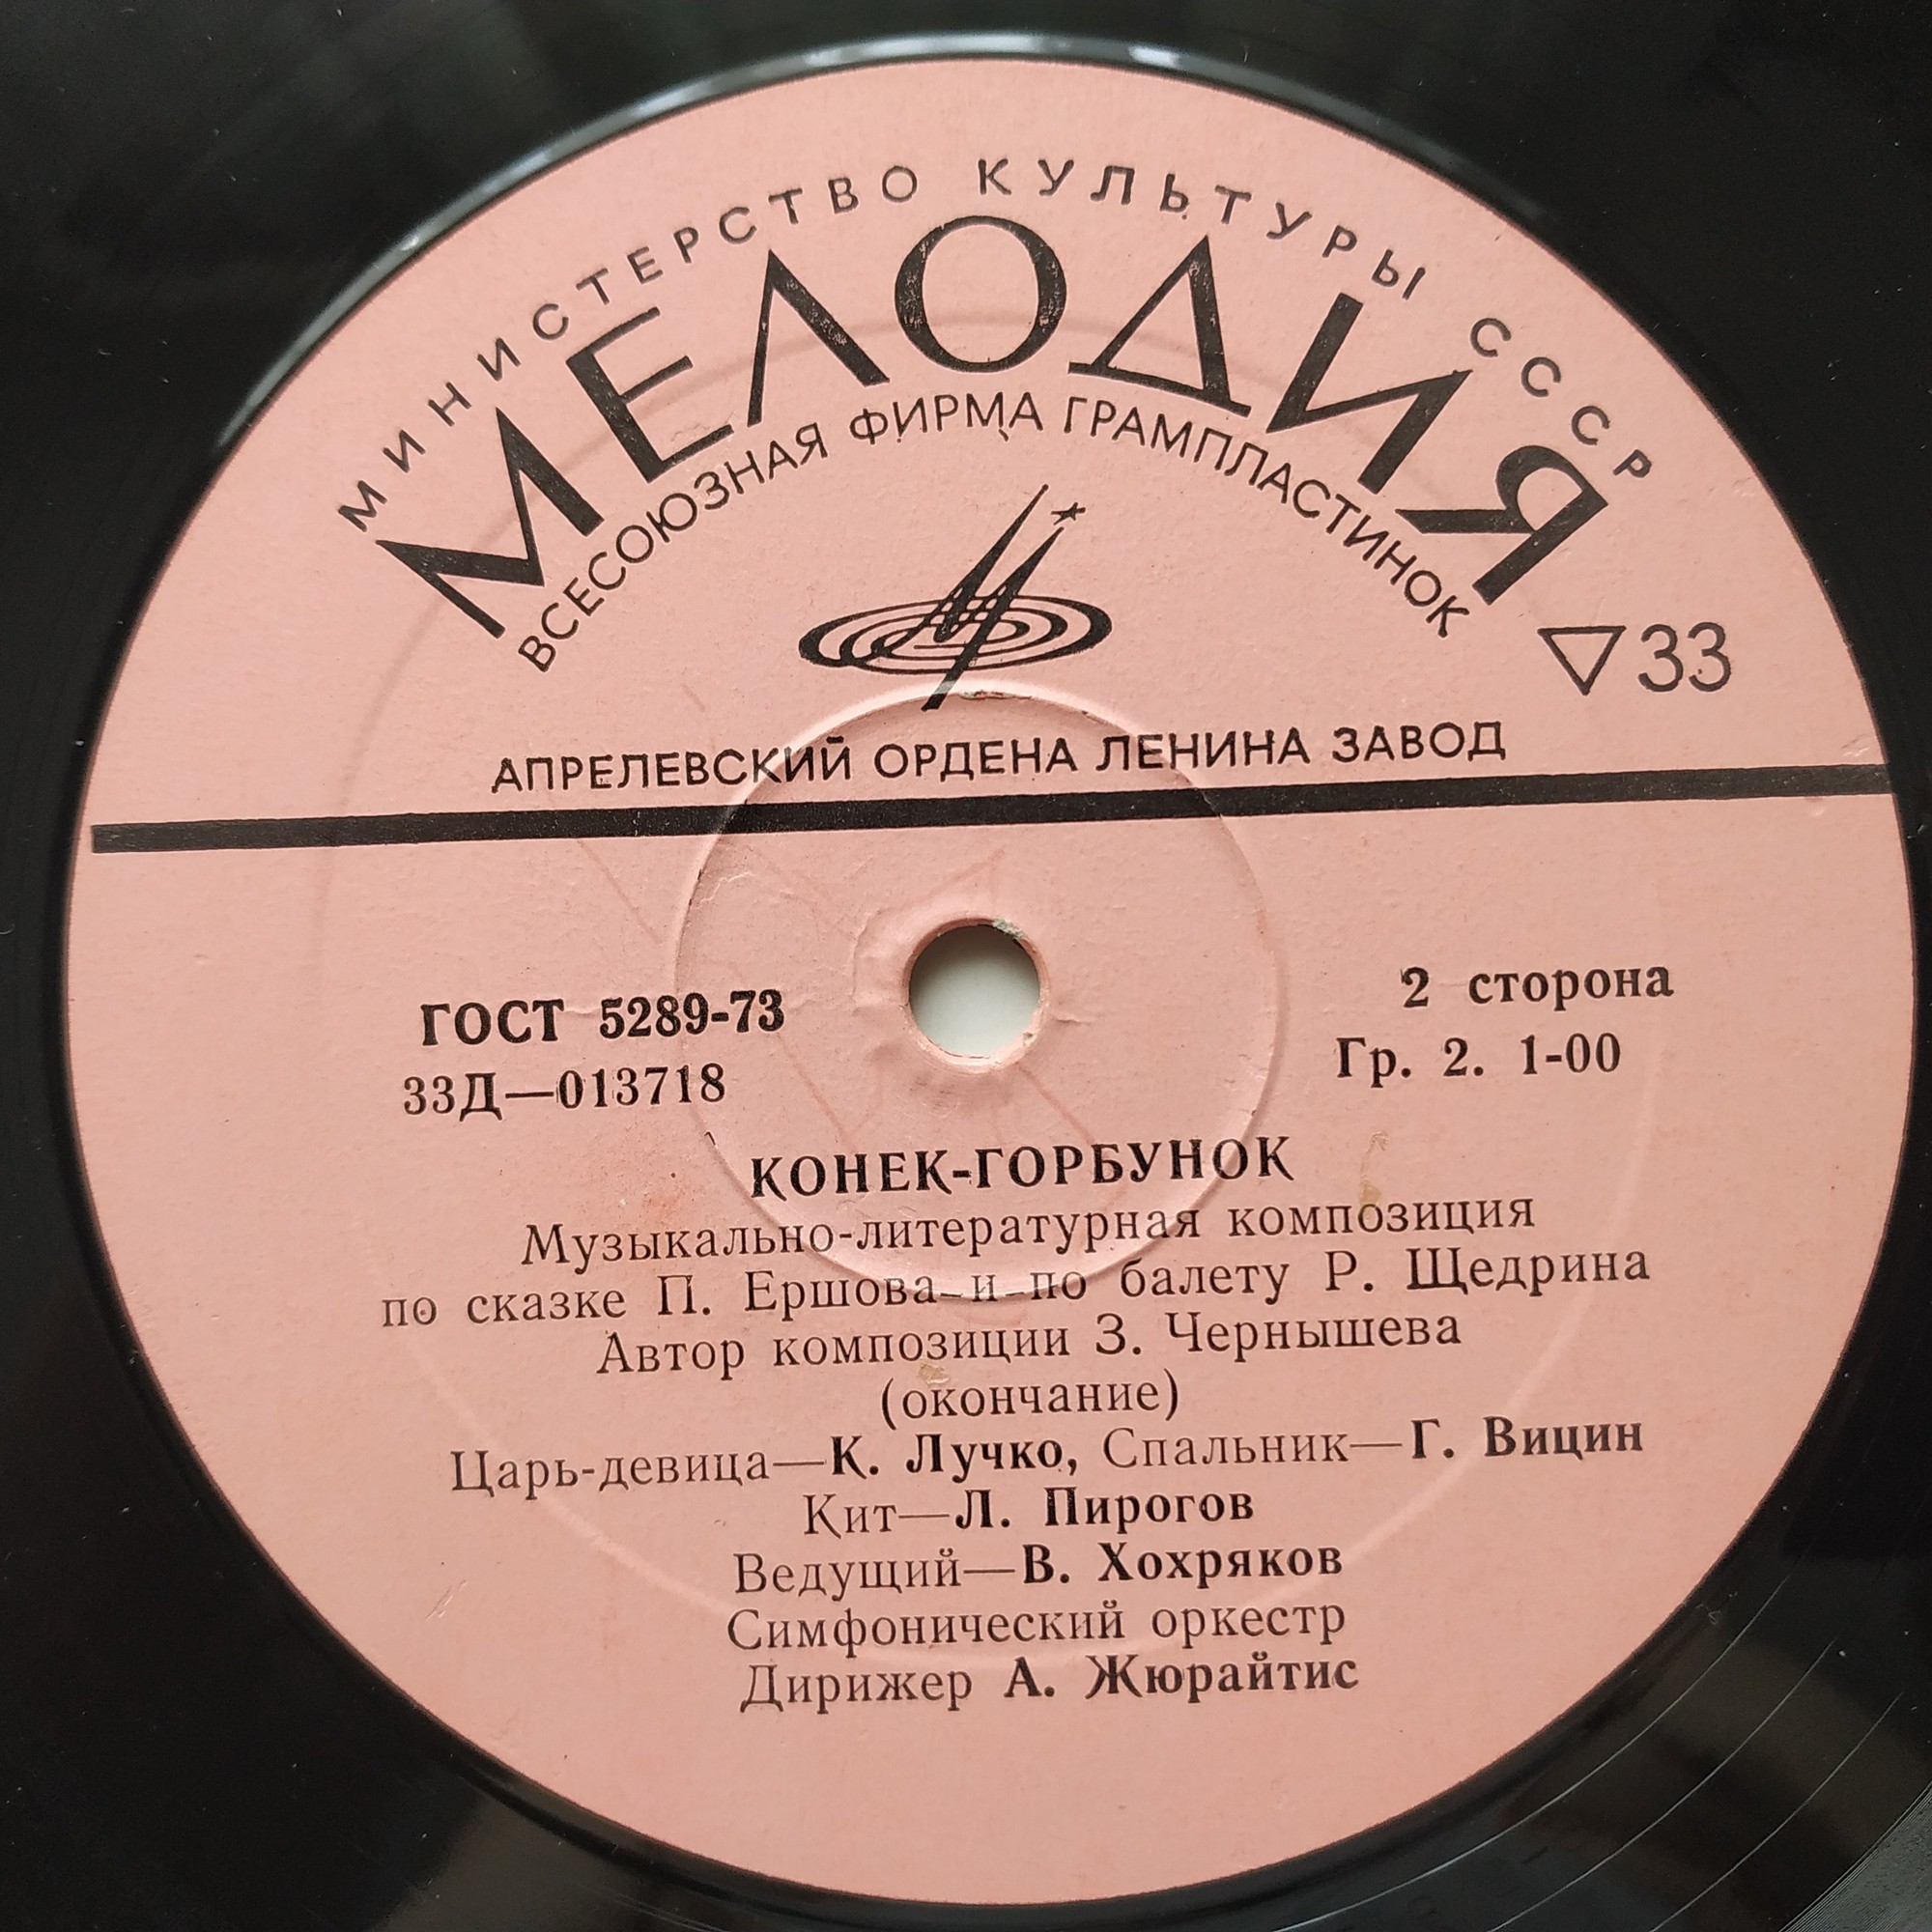 МИНИСТЕРСТВО КУЛЬТУРЫ СССР
МЕЛОДИЯ
ВСЕСОЮЗНАЯ ФИРМА ГРАМПЛАСТИНОК
▽33
АПРЕЛЕВСКИЙ ОРДЕНА ЛЕНИНА ЗАВОД
ГОСТ 5289-73
2 сторона
33Д—013718
Гр. 2. 1-00
КОНЕК-ГОРБУНОК
Музыкально-литературная композиция
по сказке П. Ершова и по балету Р. Щедрина
Автор композиции З. Чернышева
(окончание)
Царь-девица—К. Лучко, Спальник—Г. Вицин
Кит—Л. Пирогов
Ведущий—В. Хохряков
Симфонический оркестр
Дирижер А. Жюрайтис